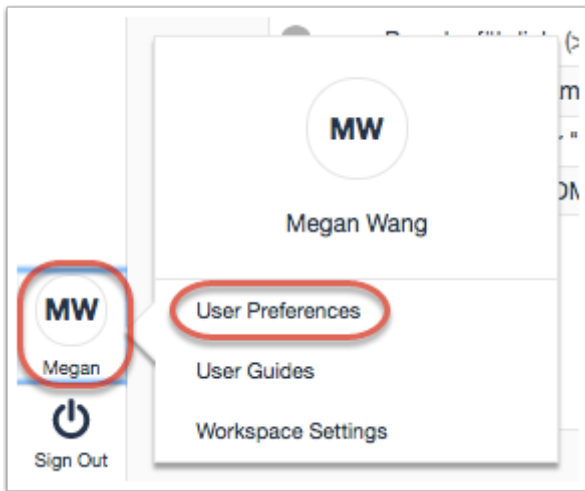 MW
Megan Wang
User Preferences
User Guides
Workspace Settings
MW
Megan
Sign Out